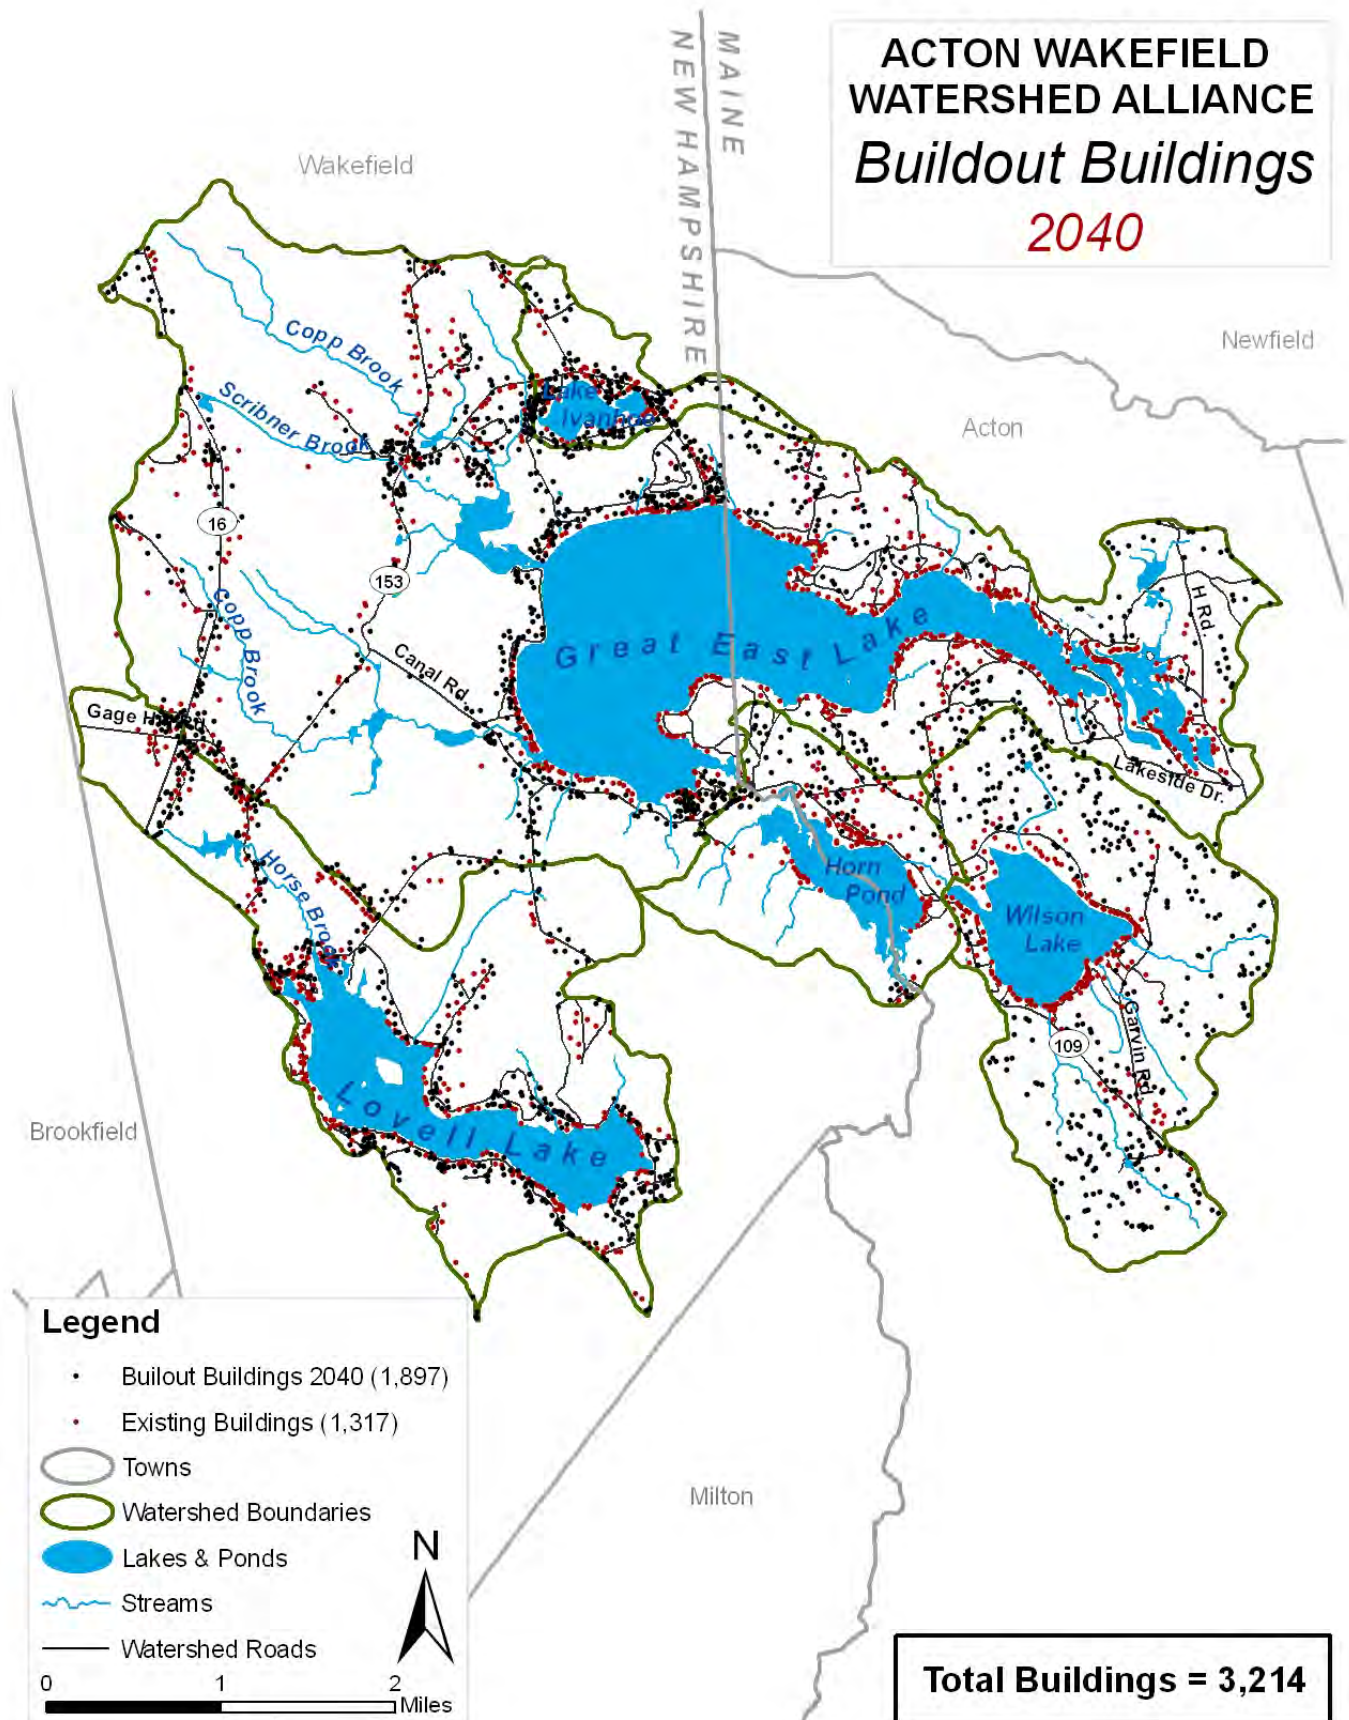 ACTON WAKEFIELD
WATERSHED ALLIANCE
Buildout Buildings
2040
MAINE
NEW HAMPSHIRE
Wakefield
Newfield
Acton
Copp Brook
Scribner Brook
Lake
Ivanhoe
16
153
Copp Brook
Canal Rd.
Great East Lake
H Rd.
Gage H
Lakeside Dr.
Horse Brook
Horn
Pond
Wilson
Lake
Garvin Rd.
109
Lovell Lake
Brookfield
Milton
Legend
Builout Buildings 2040 (1,897)
Existing Buildings (1,317)
Towns
Watershed Boundaries
Lakes & Ponds
Streams
Watershed Roads
N
0 1 2
Miles
Total Buildings = 3,214